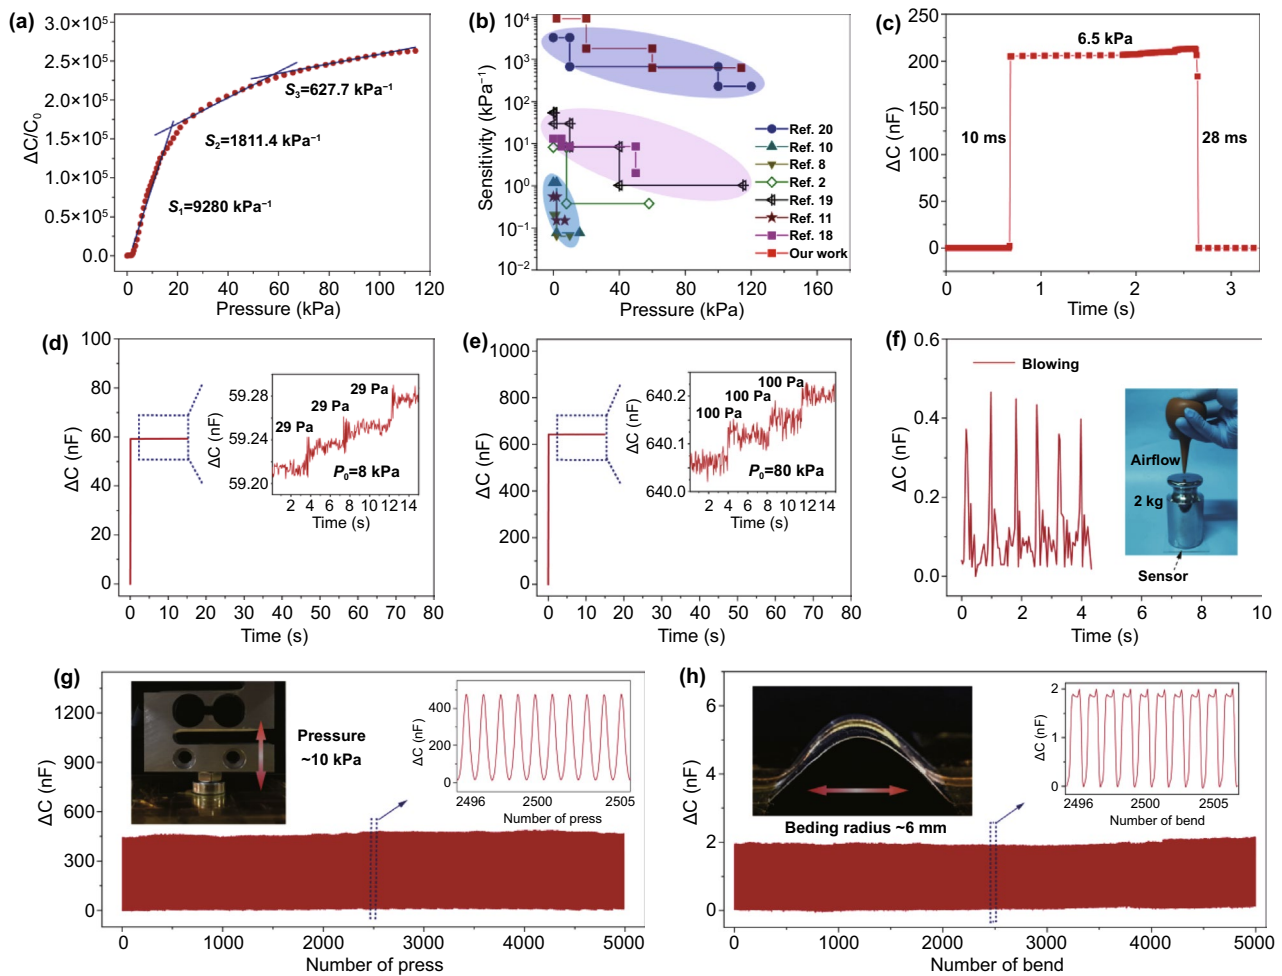 (a)
ΔC/C₀
3.0×10⁵
2.5×10⁵
2.0×10⁵
1.5×10⁵
1.0×10⁵
0.5×10⁵
0.0
S₃=627.7 kPa⁻¹
S₂=1811.4 kPa⁻¹
S₁=9280 kPa⁻¹
0 20 40 60 80 100 120
Pressure (kPa)
(b)
Sensitivity (kPa⁻¹)
10⁴
10³
10²
10¹
10⁰
10⁻¹
10⁻²
Ref. 20
Ref. 10
Ref. 8
Ref. 2
Ref. 19
Ref. 11
Ref. 18
Our work
0 40 80 120 160
Pressure (kPa)
(c)
ΔC (nF)
250
200
150
100
50
0
6.5 kPa
10 ms
28 ms
0 1 2 3
Time (s)
(d)
ΔC (nF)
100
80
60
40
20
0
ΔC (nF)
59.28
59.24
59.20
29 Pa
29 Pa
29 Pa
P₀=8 kPa
2 4 6 8 10 12 14
Time (s)
0 10 20 30 40 50 60 70 80
Time (s)
(e)
ΔC (nF)
1000
800
600
400
200
0
ΔC (nF)
640.2
640.1
640.0
100 Pa
100 Pa
100 Pa
P₀=80 kPa
2 4 6 8 10 12 14
Time (s)
0 10 20 30 40 50 60 70 80
Time (s)
(f)
ΔC (nF)
0.6
0.4
0.2
0.0
Blowing
Airflow
2 kg
Sensor
0 2 4 6 8 10
Time (s)
(g)
ΔC (nF)
1200
900
600
300
0
Pressure
~10 kPa
ΔC (nF)
400
200
0
2496 2500 2505
Number of press
0 1000 2000 3000 4000 5000
Number of press
(h)
ΔC (nF)
6
4
2
0
Beding radius ~6 mm
ΔC (nF)
2
1
0
2496 2500 2505
Number of bend
0 1000 2000 3000 4000 5000
Number of bend